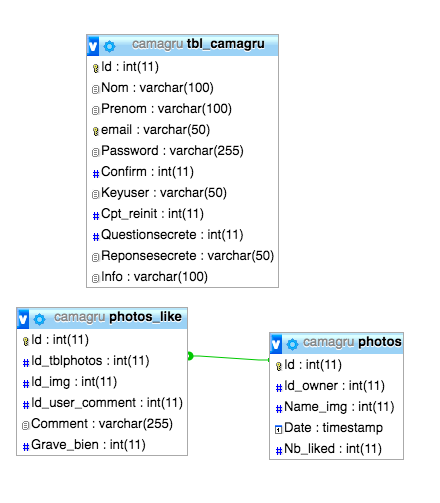 camagru tbl_camagru
Id : int(11)
Nom : varchar(100)
Prenom : varchar(100)
email : varchar(50)
Password : varchar(255)
Confirm : int(11)
Keyuser : varchar(50)
Cpt_reinit : int(11)
Questionsecrete : int(11)
Reponsesecrete : varchar(50)
Info : varchar(100)
camagru photos_like
Id : int(11)
Id_tblphotos : int(11)
Id_img : int(11)
Id_user_comment : int(11)
Comment : varchar(255)
Grave_bien : int(11)
camagru photos
Id : int(11)
Id_owner : int(11)
Name_img : int(11)
Date : timestamp
Nb_liked : int(11)